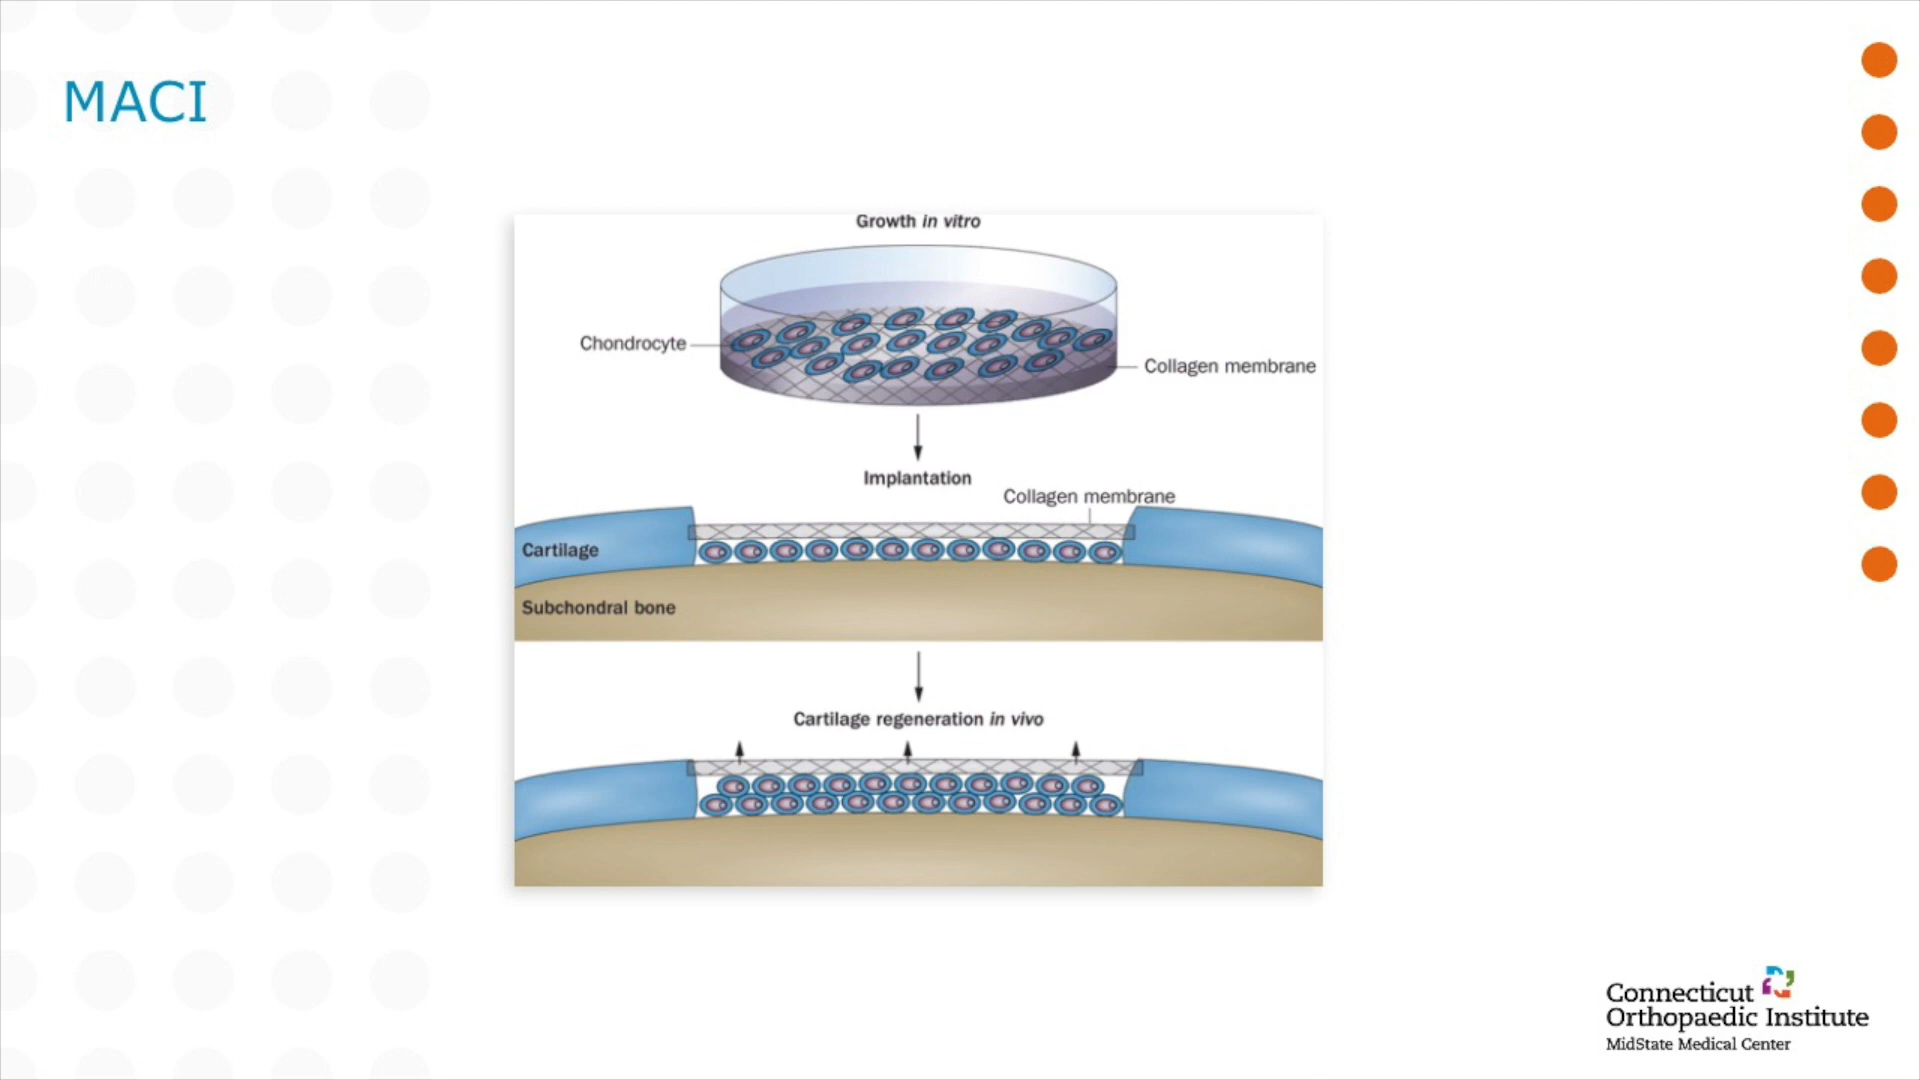 MACI
Growth in vitro
Chondrocyte
Collagen membrane
Implantation
Collagen membrane
Cartilage
Subchondral bone
Cartilage regeneration in vivo
Connecticut
Orthopaedic Institute
MidState Medical Center